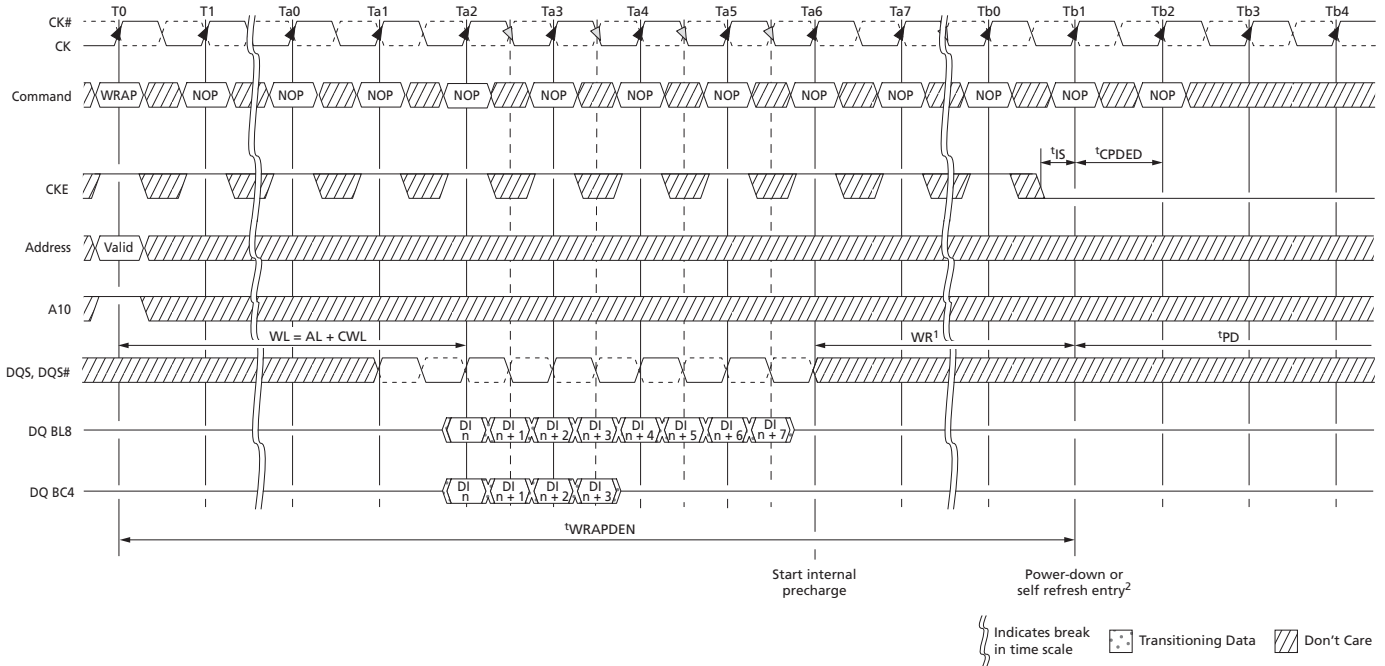 T0 T1 Ta0 Ta1 Ta2 Ta3 Ta4 Ta5 Ta6 Ta7 Tb0 Tb1 Tb2 Tb3 Tb4
CK#
CK
Command WRAP NOP NOP NOP NOP NOP NOP NOP NOP NOP NOP NOP NOP
tIS tCPDED
CKE
Address Valid
A10
WL = AL + CWL WR1 tPD
DQS, DQS#
DQ BL8 DI n DI n + 1 DI n + 2 DI n + 3 DI n + 4 DI n + 5 DI n + 6 DI n + 7
DQ BC4 DI n DI n + 1 DI n + 2 DI n + 3
tWRAPDEN
Start internal
precharge
Power-down or
self refresh entry2
Indicates break
in time scale
Transitioning Data
Don't Care